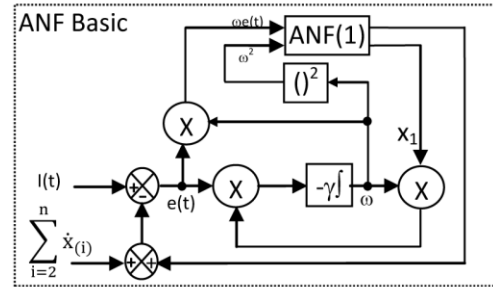 ANF Basic
ωe(t)
ω²
ANF(1)
()²
X
x₁
I(t)
+
-
e(t)
X
-γ∫
ω
X
n
∑ ẋ(i)
i=2
+
+